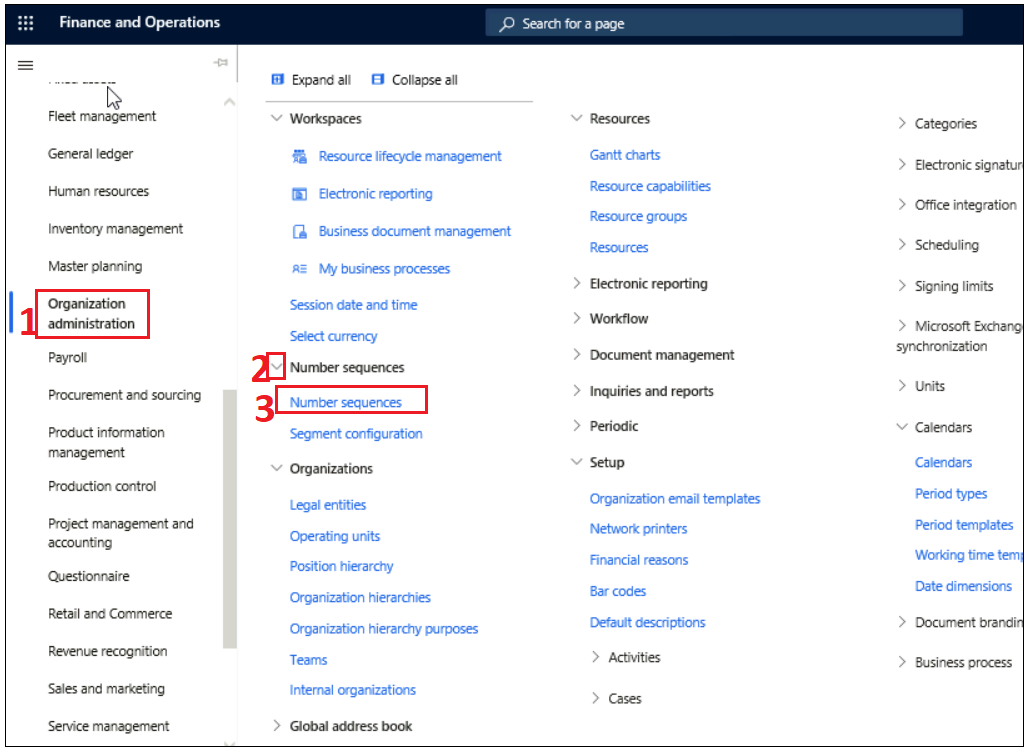 Finance and Operations
Search for a page
Expand all
Collapse all
Fleet management
General ledger
Human resources
Inventory management
Master planning
1
Organization
administration
Payroll
Procurement and sourcing
Product information
management
Production control
Project management and
accounting
Questionnaire
Retail and Commerce
Revenue recognition
Sales and marketing
Service management
Workspaces
Resource lifecycle management
Electronic reporting
Business document management
My business processes
Session date and time
Select currency
2
Number sequences
3
Number sequences
Segment configuration
Organizations
Legal entities
Operating units
Position hierarchy
Organization hierarchies
Organization hierarchy purposes
Teams
Internal organizations
Global address book
Resources
Gantt charts
Resource capabilities
Resource groups
Resources
Electronic reporting
Workflow
Document management
Inquiries and reports
Periodic
Setup
Organization email templates
Network printers
Financial reasons
Bar codes
Default descriptions
Activities
Cases
Categories
Electronic signatur
Office integration
Scheduling
Signing limits
Microsoft Exchang
synchronization
Units
Calendars
Calendars
Period types
Period templates
Working time temp
Date dimensions
Document brandin
Business process